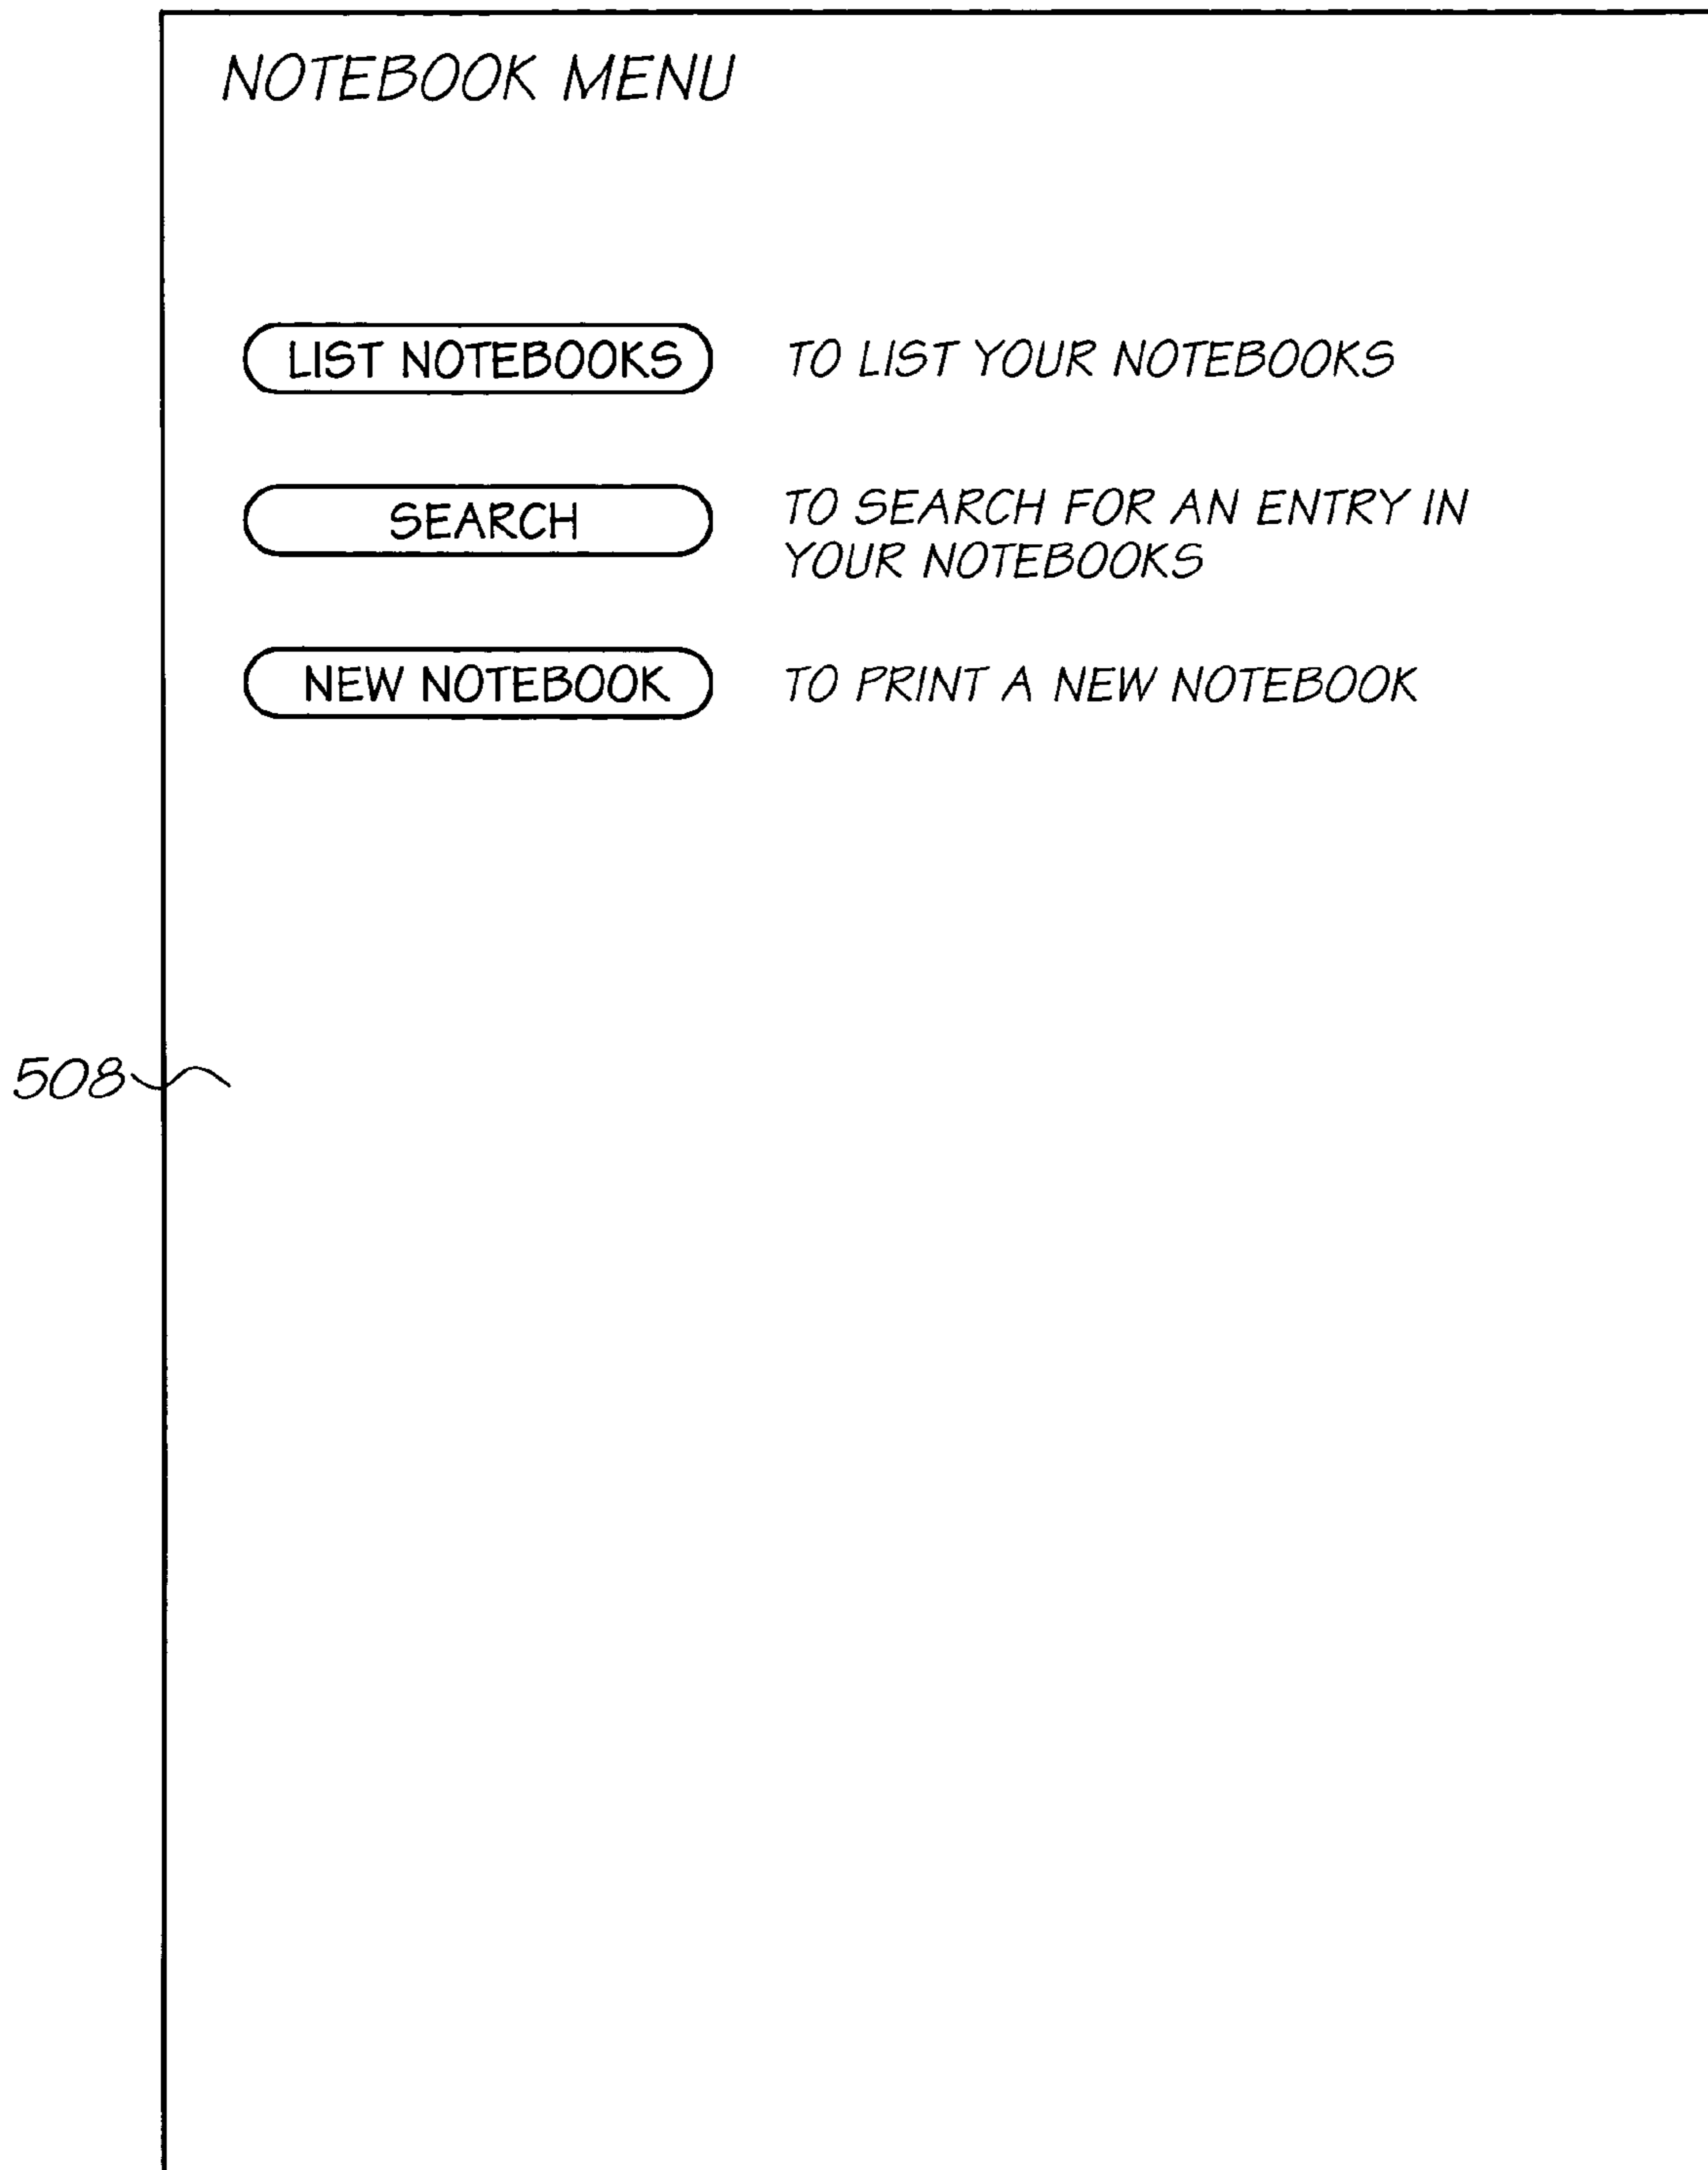 NOTEBOOK MENU
LIST NOTEBOOKS TO LIST YOUR NOTEBOOKS
SEARCH TO SEARCH FOR AN ENTRY IN
YOUR NOTEBOOKS
NEW NOTEBOOK TO PRINT A NEW NOTEBOOK
508